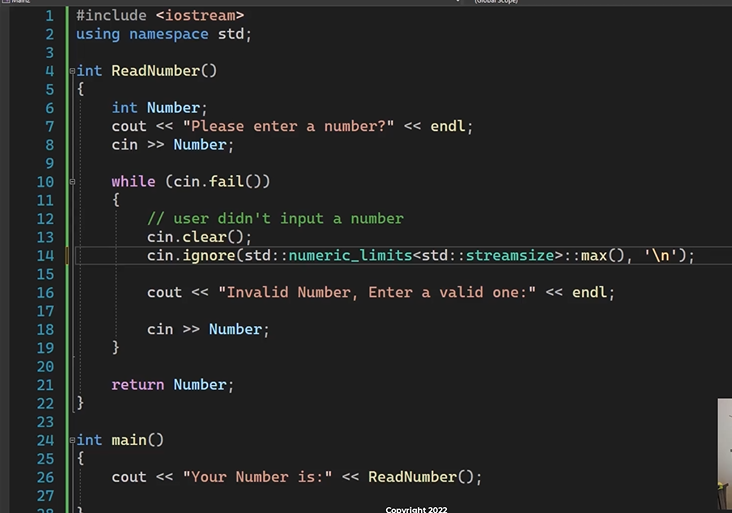 (Global Scope)
1 #include <iostream>
2 using namespace std;
3
4 int ReadNumber()
5 {
6 int Number;
7 cout << "Please enter a number?" << endl;
8 cin >> Number;
9
10 while (cin.fail())
11 {
12 // user didn't input a number
13 cin.clear();
14 cin.ignore(std::numeric_limits<std::streamsize>::max(), '\n');
15
16 cout << "Invalid Number, Enter a valid one:" << endl;
17
18 cin >> Number;
19 }
20
21 return Number;
22 }
23
24 int main()
25 {
26 cout << "Your Number is:" << ReadNumber();
27
28 }
Copyright 2022